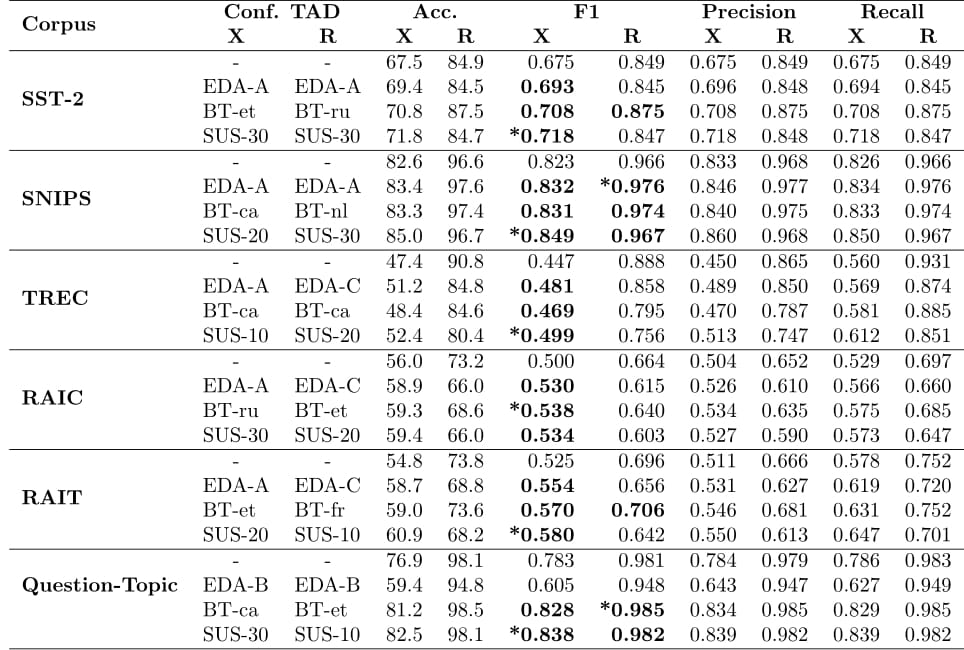 Corpus Conf. TAD Acc. F1 Precision Recall
X R X R X R X R X R
- - 67.5 84.9 0.675 0.849 0.675 0.849 0.675 0.849
SST-2 EDA-A EDA-A 69.4 84.5 0.693 0.845 0.696 0.848 0.694 0.845
BT-et BT-ru 70.8 87.5 0.708 0.875 0.708 0.875 0.708 0.875
SUS-30 SUS-30 71.8 84.7 *0.718 0.847 0.718 0.848 0.718 0.847
- - 82.6 96.6 0.823 0.966 0.833 0.968 0.826 0.966
SNIPS EDA-A EDA-A 83.4 97.6 0.832 *0.976 0.846 0.977 0.834 0.976
BT-ca BT-nl 83.3 97.4 0.831 0.974 0.840 0.975 0.833 0.974
SUS-20 SUS-30 85.0 96.7 *0.849 0.967 0.860 0.968 0.850 0.967
- - 47.4 90.8 0.447 0.888 0.450 0.865 0.560 0.931
TREC EDA-A EDA-C 51.2 84.8 0.481 0.858 0.489 0.850 0.569 0.874
BT-ca BT-ca 48.4 84.6 0.469 0.795 0.470 0.787 0.581 0.885
SUS-10 SUS-20 52.4 80.4 *0.499 0.756 0.513 0.747 0.612 0.851
- - 56.0 73.2 0.500 0.664 0.504 0.652 0.529 0.697
RAIC EDA-A EDA-C 58.9 66.0 0.530 0.615 0.526 0.610 0.566 0.660
BT-ru BT-et 59.3 68.6 *0.538 0.640 0.534 0.635 0.575 0.685
SUS-30 SUS-20 59.4 66.0 0.534 0.603 0.527 0.590 0.573 0.647
- - 54.8 73.8 0.525 0.696 0.511 0.666 0.578 0.752
RAIT EDA-A EDA-C 58.7 68.8 0.554 0.656 0.531 0.627 0.619 0.720
BT-et BT-fr 59.0 73.6 0.570 0.706 0.546 0.681 0.631 0.752
SUS-20 SUS-10 60.9 68.2 *0.580 0.642 0.550 0.613 0.647 0.701
- - 76.9 98.1 0.783 0.981 0.784 0.979 0.786 0.983
Question-Topic EDA-B EDA-B 59.4 94.8 0.605 0.948 0.643 0.947 0.627 0.949
BT-ca BT-et 81.2 98.5 0.828 *0.985 0.834 0.985 0.829 0.985
SUS-30 SUS-10 82.5 98.1 *0.838 0.982 0.839 0.982 0.839 0.982